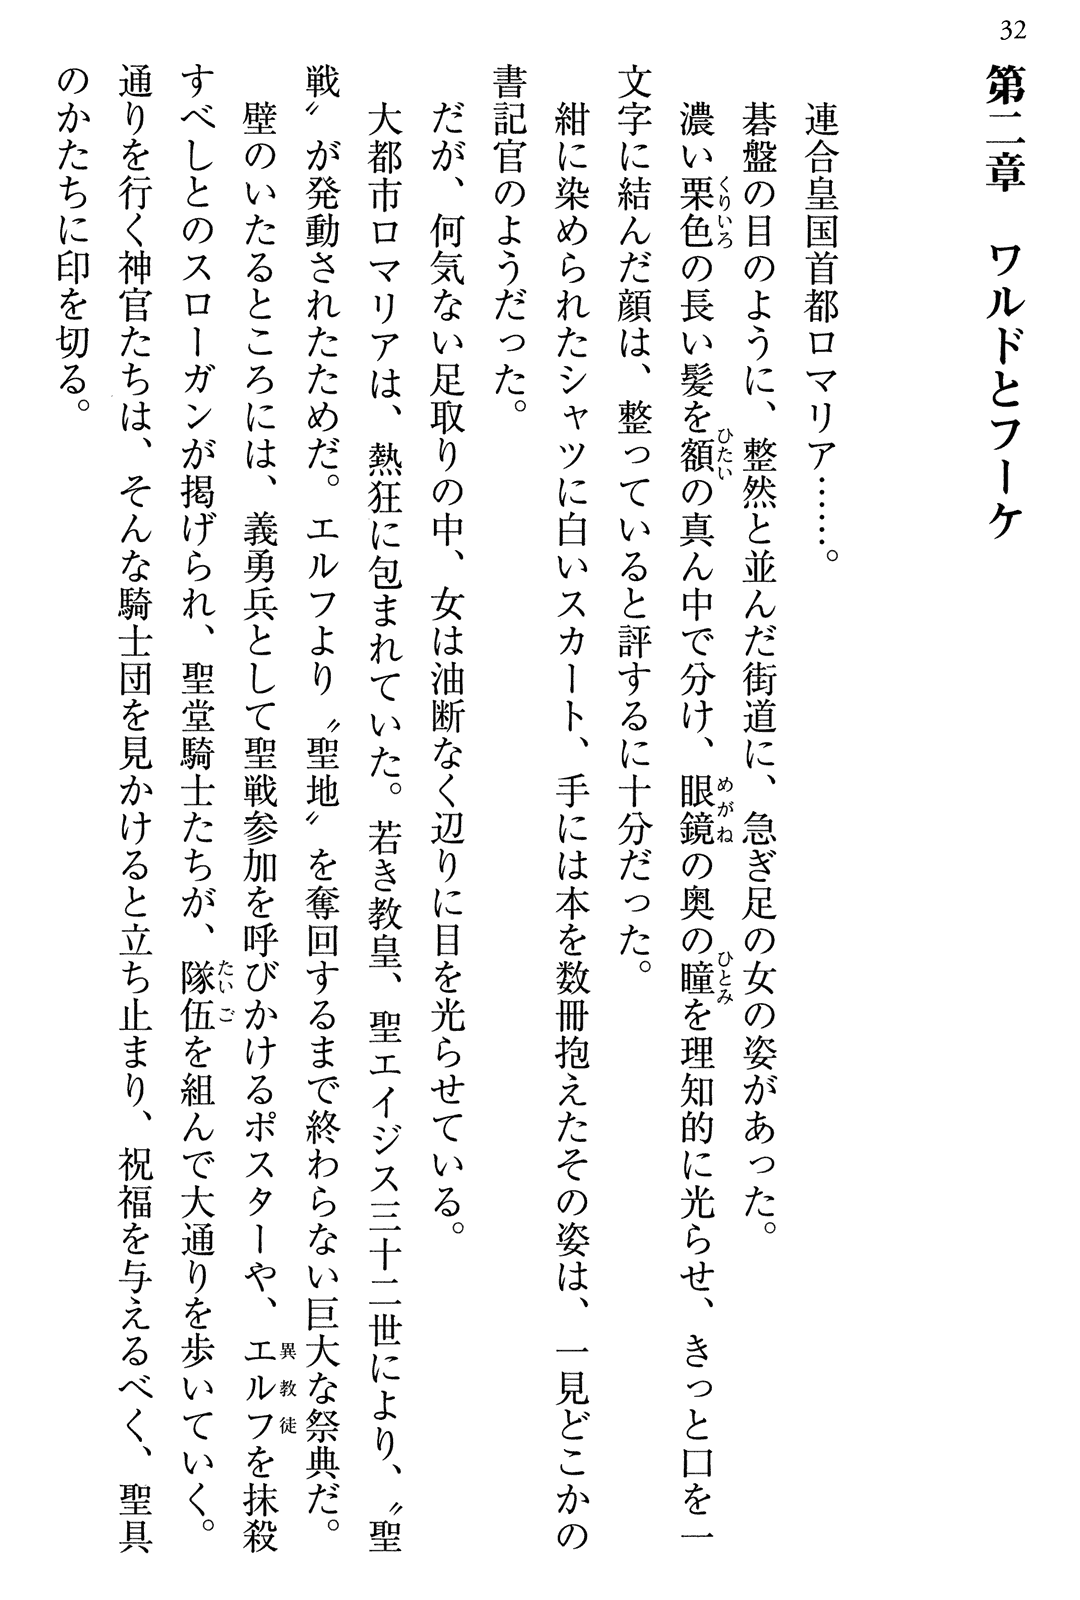 32
第二章　ワルドとフーケ
連合皇国首都ロマリア……。
碁盤の目のように、整然と並んだ街道に、急ぎ足の女の姿があった。
濃い栗色の長い髪を額の真ん中で分け、眼鏡の奥の瞳を理知的に光らせ、きっと口を一
くりいろ　ひたい　めがね　ひとみ
文字に結んだ顔は、整っていると評するに十分だった。
紺に染められたシャツに白いスカート、手には本を数冊抱えたその姿は、一見どこかの
書記官のようだった。
だが、何気ない足取りの中、女は油断なく辺りに目を光らせている。
大都市ロマリアは、熱狂に包まれていた。若き教皇、聖エイジス三十二世により、〝聖
戦〟が発動されたためだ。エルフより〝聖地〟を奪回するまで終わらない巨大な祭典だ。
壁のいたるところには、義勇兵として聖戦参加を呼びかけるポスターや、エルフを抹殺
異教徒
すべしとのスローガンが掲げられ、聖堂騎士たちが、隊伍を組んで大通りを歩いていく。
たいご
通りを行く神官たちは、そんな騎士団を見かけると立ち止まり、祝福を与えるべく、聖具
のかたちに印を切る。